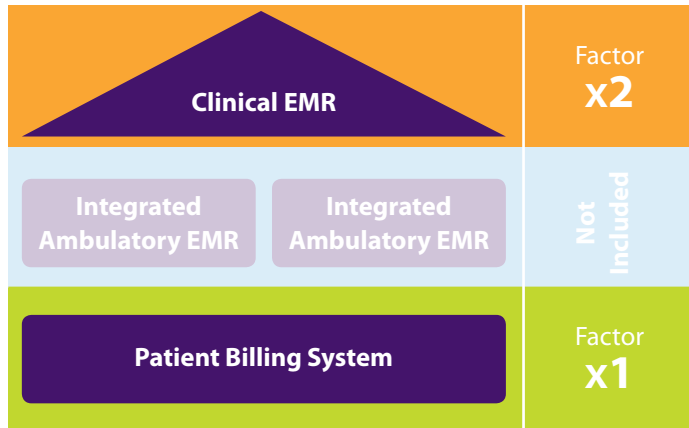 Clinical EMR
Factor
x2
Integrated
Ambulatory EMR
Integrated
Ambulatory EMR
Not
Included
Patient Billing System
Factor
x1